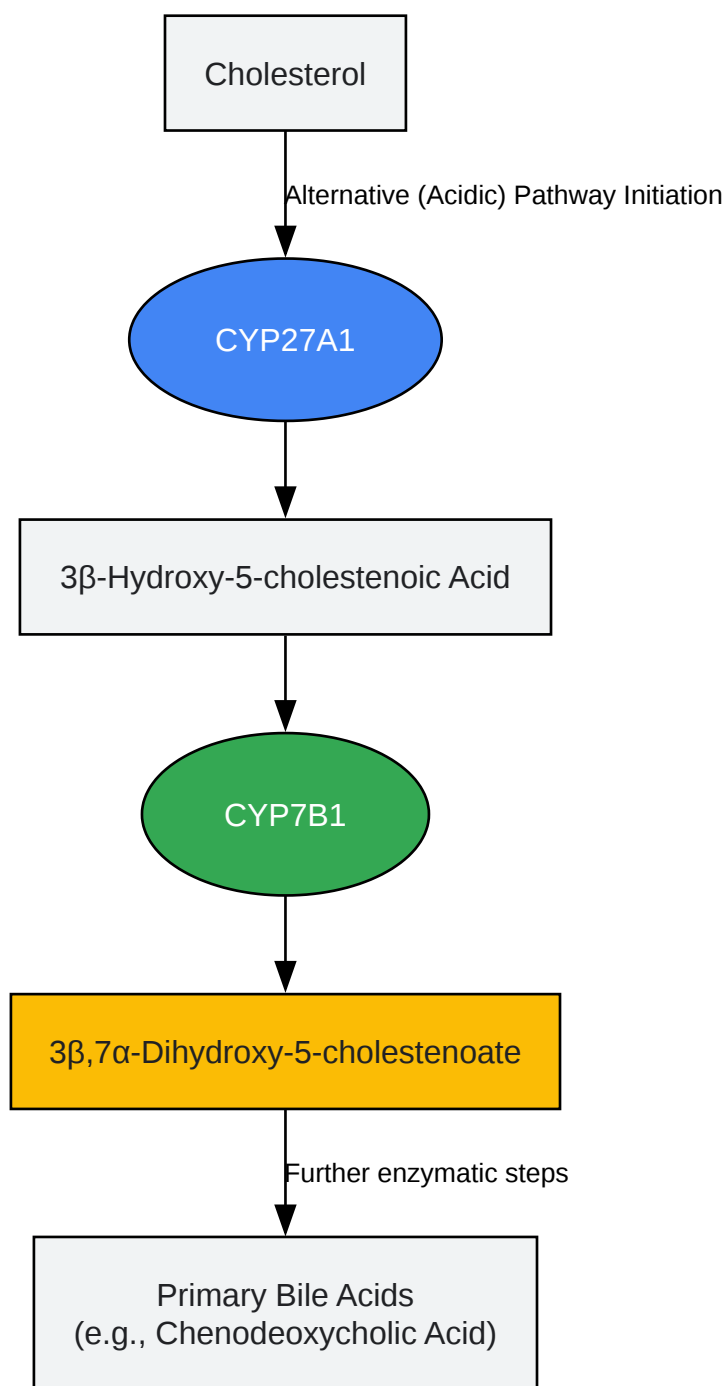 Cholesterol
Alternative (Acidic) Pathway Initiation
CYP27A1
3β-Hydroxy-5-cholestenoic Acid
CYP7B1
3β,7α-Dihydroxy-5-cholestenoate
Further enzymatic steps
Primary Bile Acids
(e.g., Chenodeoxycholic Acid)